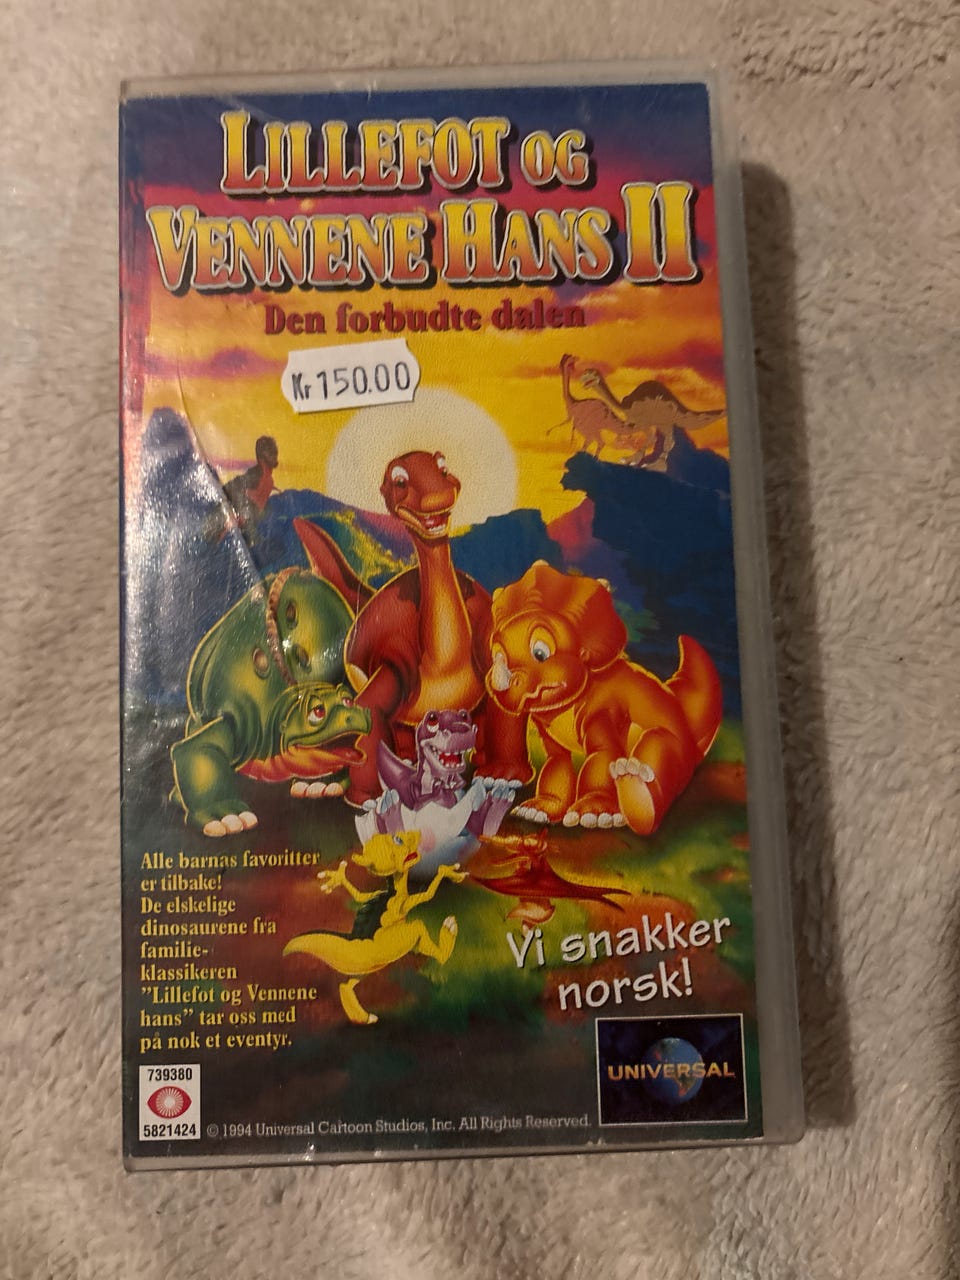 LILLEFOT OG
VENNENE HANS II
Den forbudte dalen
Kr 150.00
Alle barnas favoritter
er tilbake!
De elskelige
dinosaurene fra
familie-
klassikeren
"Lillefot og Vennene
hans" tar oss med
på nok et eventyr.
Vi snakker
norsk!
UNIVERSAL
739380
5821424
© 1994 Universal Cartoon Studios, Inc. All Rights Reserved.